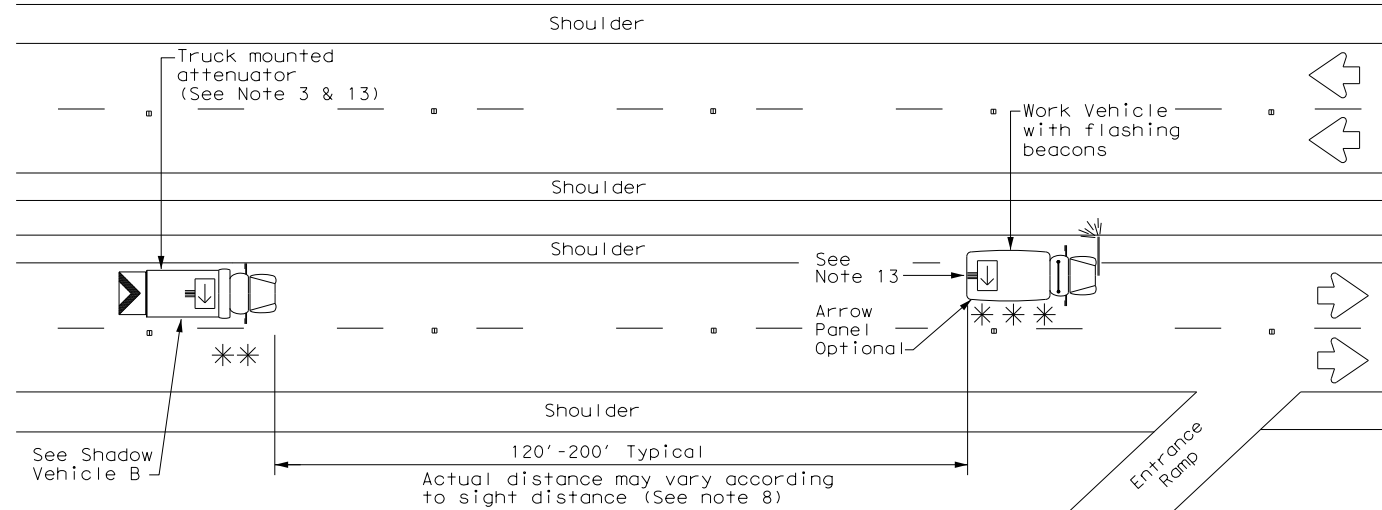 Shoulder
Truck mounted
attenuator
(See Note 3 & 13)
Work Vehicle
with flashing
beacons
Shoulder
Shoulder
See
Note 13
Arrow
Panel
Optional
** 
***
Shoulder
See Shadow
Vehicle B
120'-200' Typical
Actual distance may vary according
to sight distance (See note 8)
Entrance
Ramp